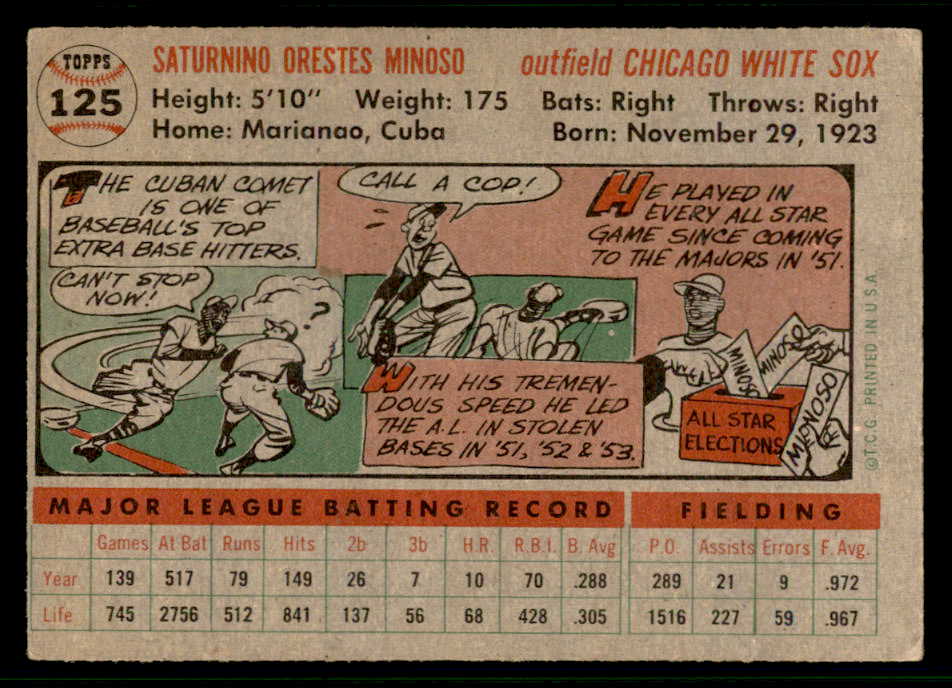 TOPPS
125
SATURNINO ORESTES MINOSO outfield CHICAGO WHITE SOX
Height: 5'10" Weight: 175 Bats: Right Throws: Right
Home: Marianao, Cuba Born: November 29, 1923
THE CUBAN COMET
IS ONE OF
BASEBALL'S TOP
EXTRA BASE HITTERS.
CAN'T STOP
NOW!
?
CALL A COP!
WITH HIS TREMEN-
DOUS SPEED HE LED
THE A.L. IN STOLEN
BASES IN '51, '52 & '53.
HE PLAYED IN
EVERY ALL STAR
GAME SINCE COMING
TO THE MAJORS IN '51.
MINOSO
MINOSO
MINOSO
ALL STAR
ELECTIONS
©T.C.G. PRINTED IN U.S.A.
MAJOR LEAGUE BATTING RECORD FIELDING
Games At Bat Runs Hits 2b 3b H.R. R.B.I. B. Avg P.O. Assists Errors F. Avg.
Year 139 517 79 149 26 7 10 70 .288 289 21 9 .972
Life 745 2756 512 841 137 56 68 428 .305 1516 227 59 .967